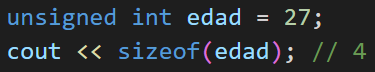 unsigned int edad = 27;
cout << sizeof(edad); // 4